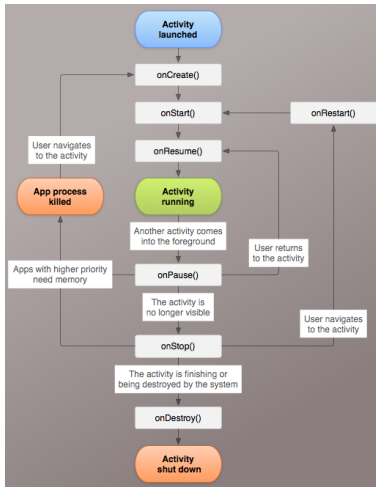 Activity
launched
onCreate()
onStart()
onRestart()
User navigates
to the activity
onResume()
App process
killed
Activity
running
Another activity comes
into the foreground
User returns
to the activity
Apps with higher priority
need memory
onPause()
The activity is
no longer visible
User navigates
to the activity
onStop()
The activity is finishing or
being destroyed by the system
onDestroy()
Activity
shut down